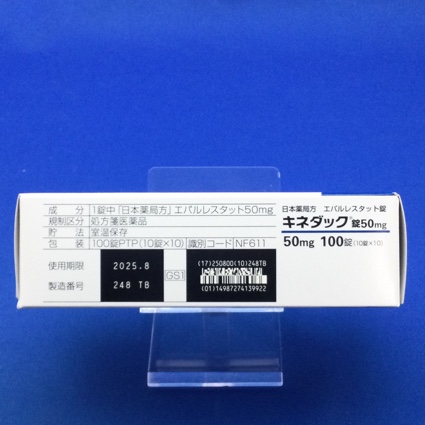 成分 1錠中「日本薬局方」エパルレスタット50mg
規制区分 処方箋医薬品
貯法 室温保存
包装 100錠PTP(10錠×10) 識別コード NF611
使用期限 2025.8
製造番号 248 TB
GS1
(17)250800(10)248TB
(01)14987274139922
日本薬局方 エパルレスタット錠
キネダック®錠50mg
50mg 100錠(10錠×10)